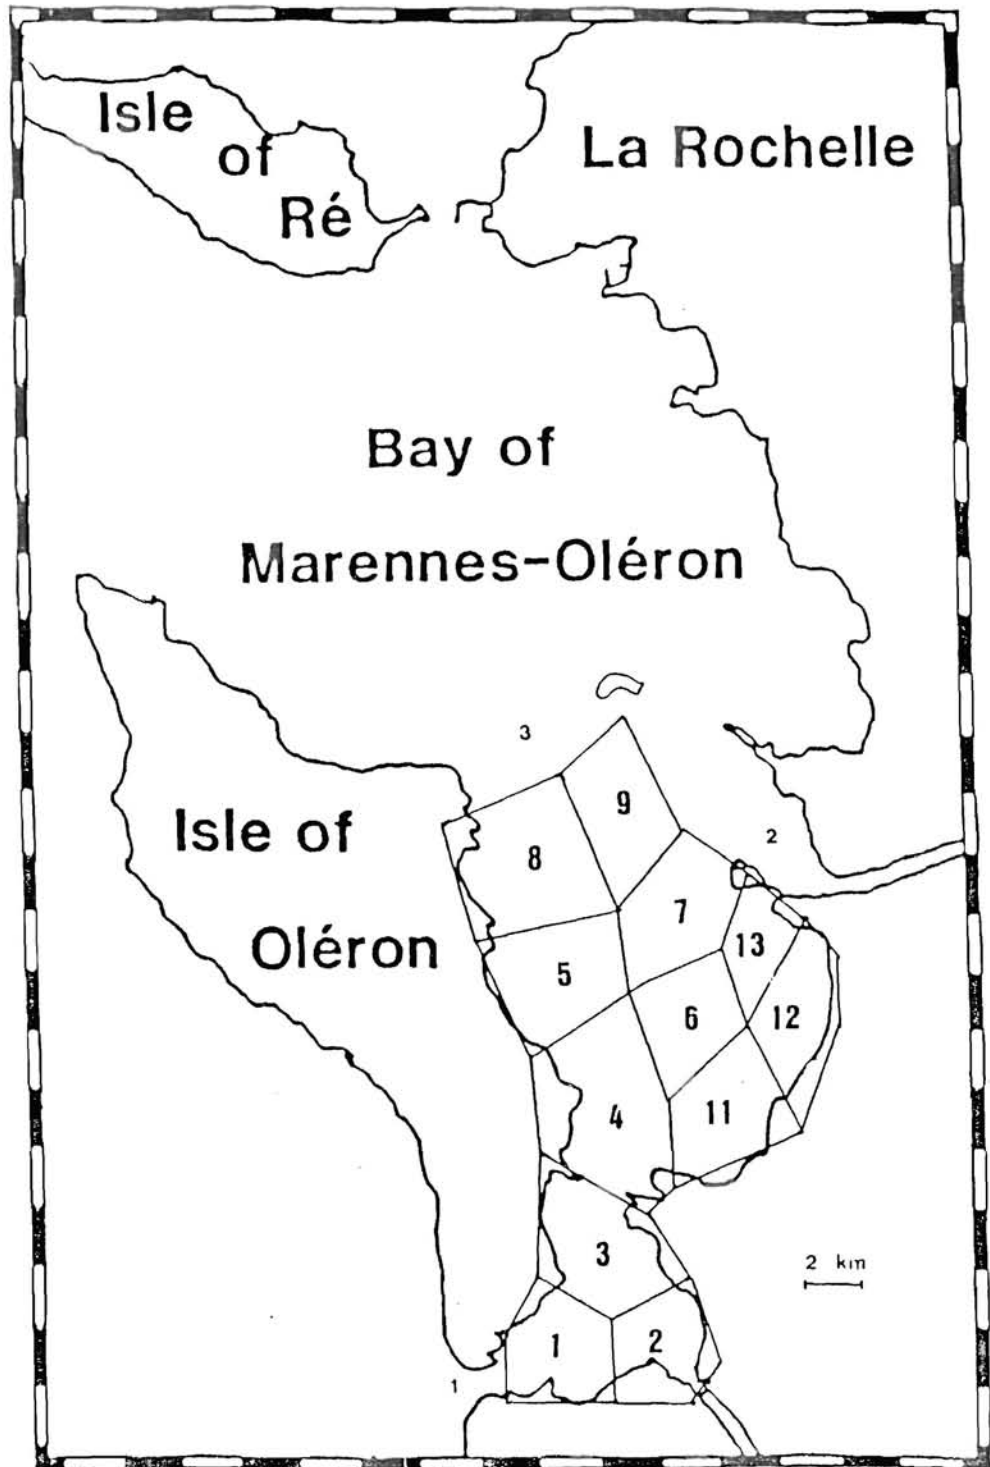 Isle
of
Ré
La Rochelle
Bay of
Marennes-Oléron
3
9
2
Isle of
8
7
Oléron
13
5
6
12
4
11
3
2 km
1
2
1